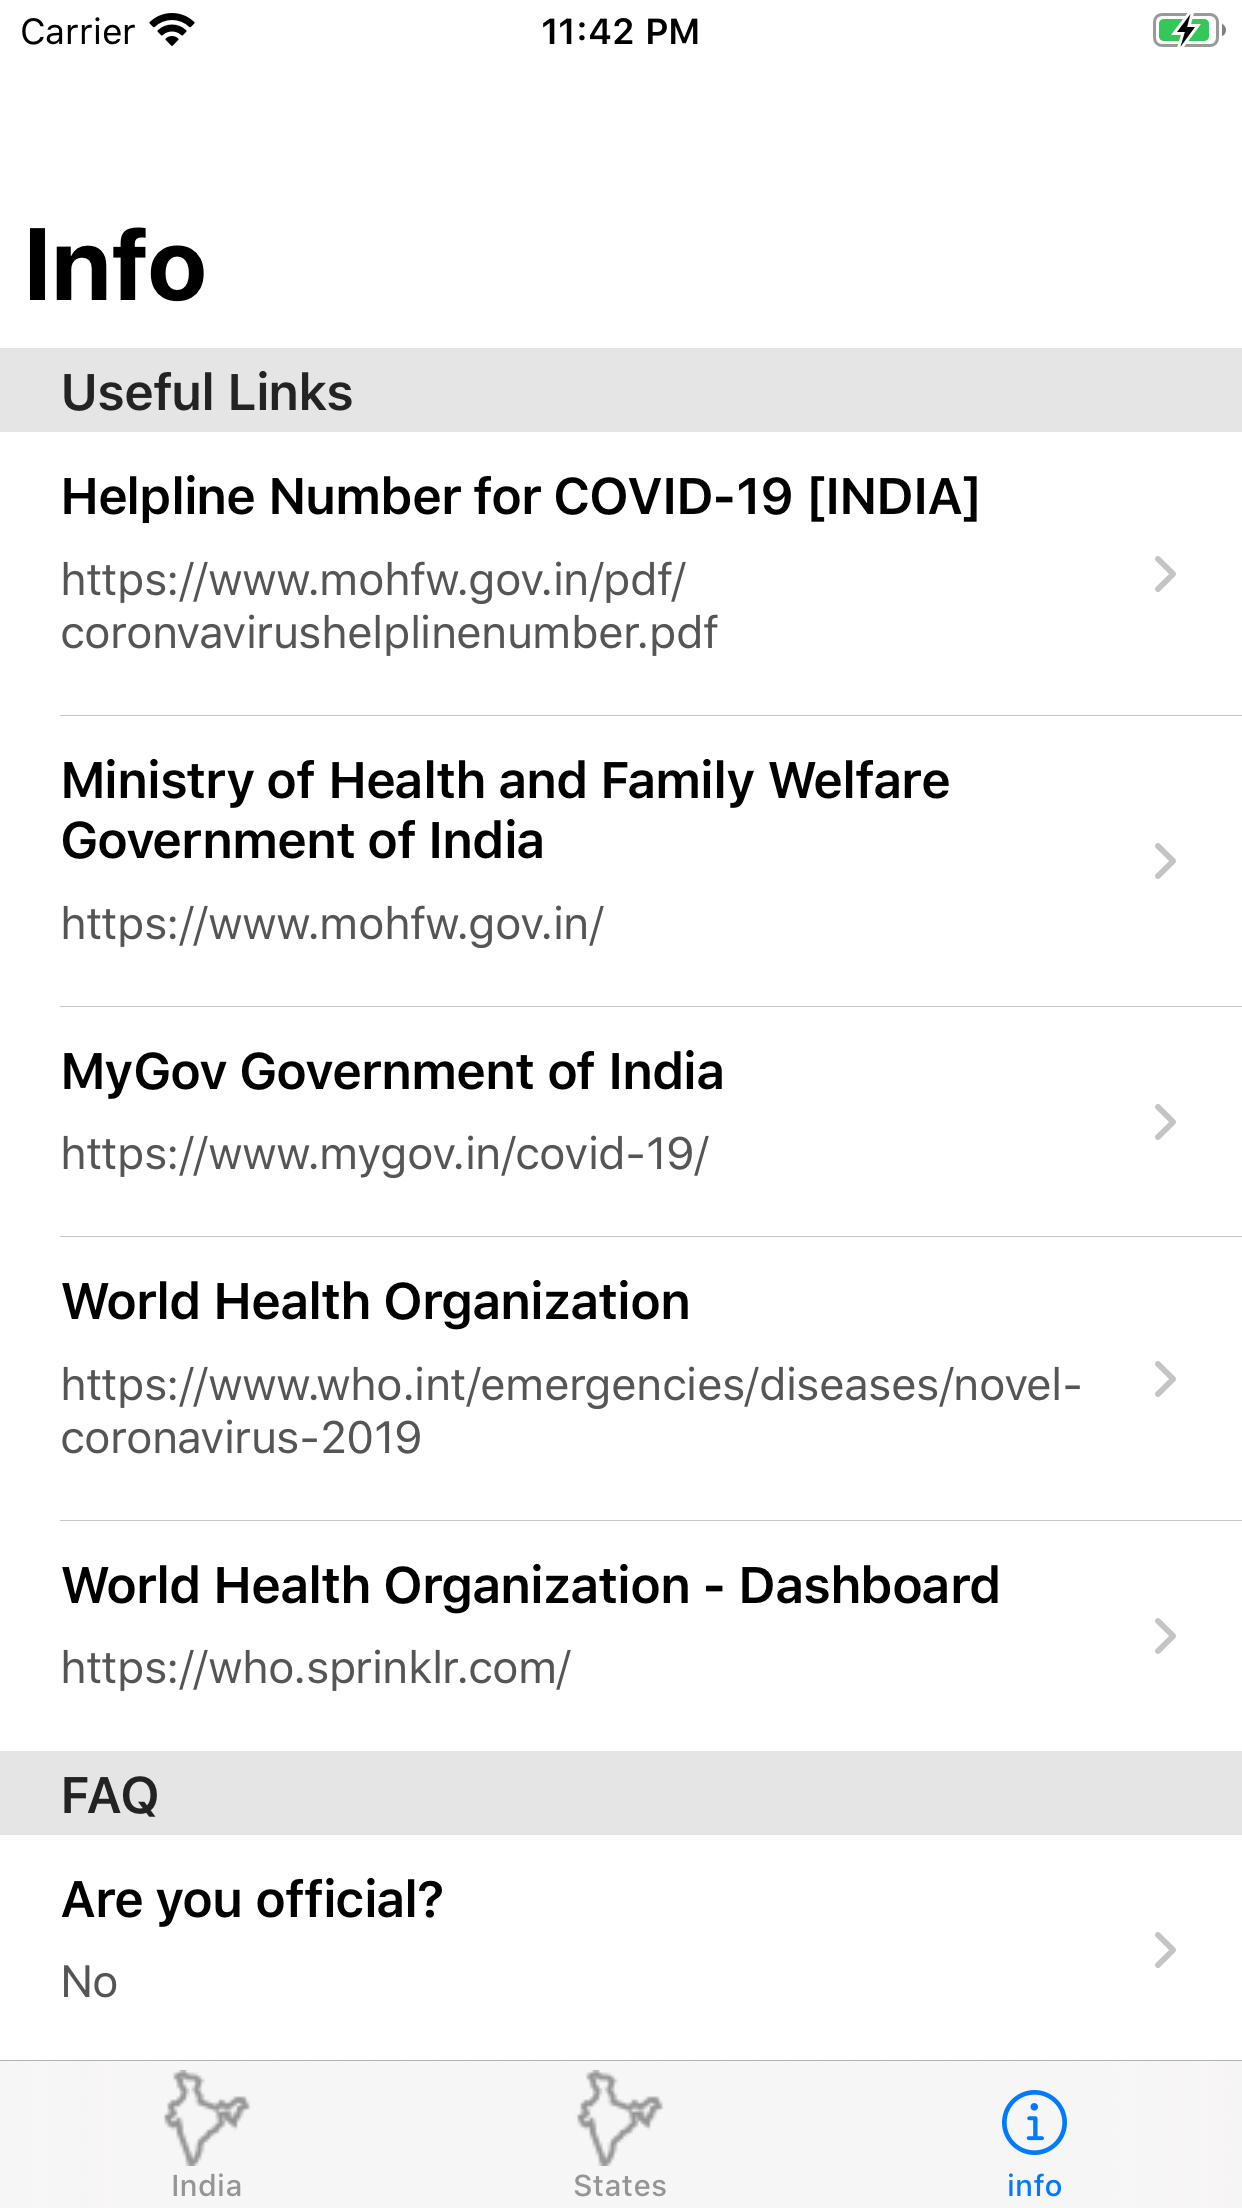 Carrier
11:42 PM
Info
Useful Links
Helpline Number for COVID-19 [INDIA]
https://www.mohfw.gov.in/pdf/
coronvavirushelplinenumber.pdf
Ministry of Health and Family Welfare
Government of India
https://www.mohfw.gov.in/
MyGov Government of India
https://www.mygov.in/covid-19/
World Health Organization
https://www.who.int/emergencies/diseases/novel-
coronavirus-2019
World Health Organization - Dashboard
https://who.sprinklr.com/
FAQ
Are you official?
No
India
States
info